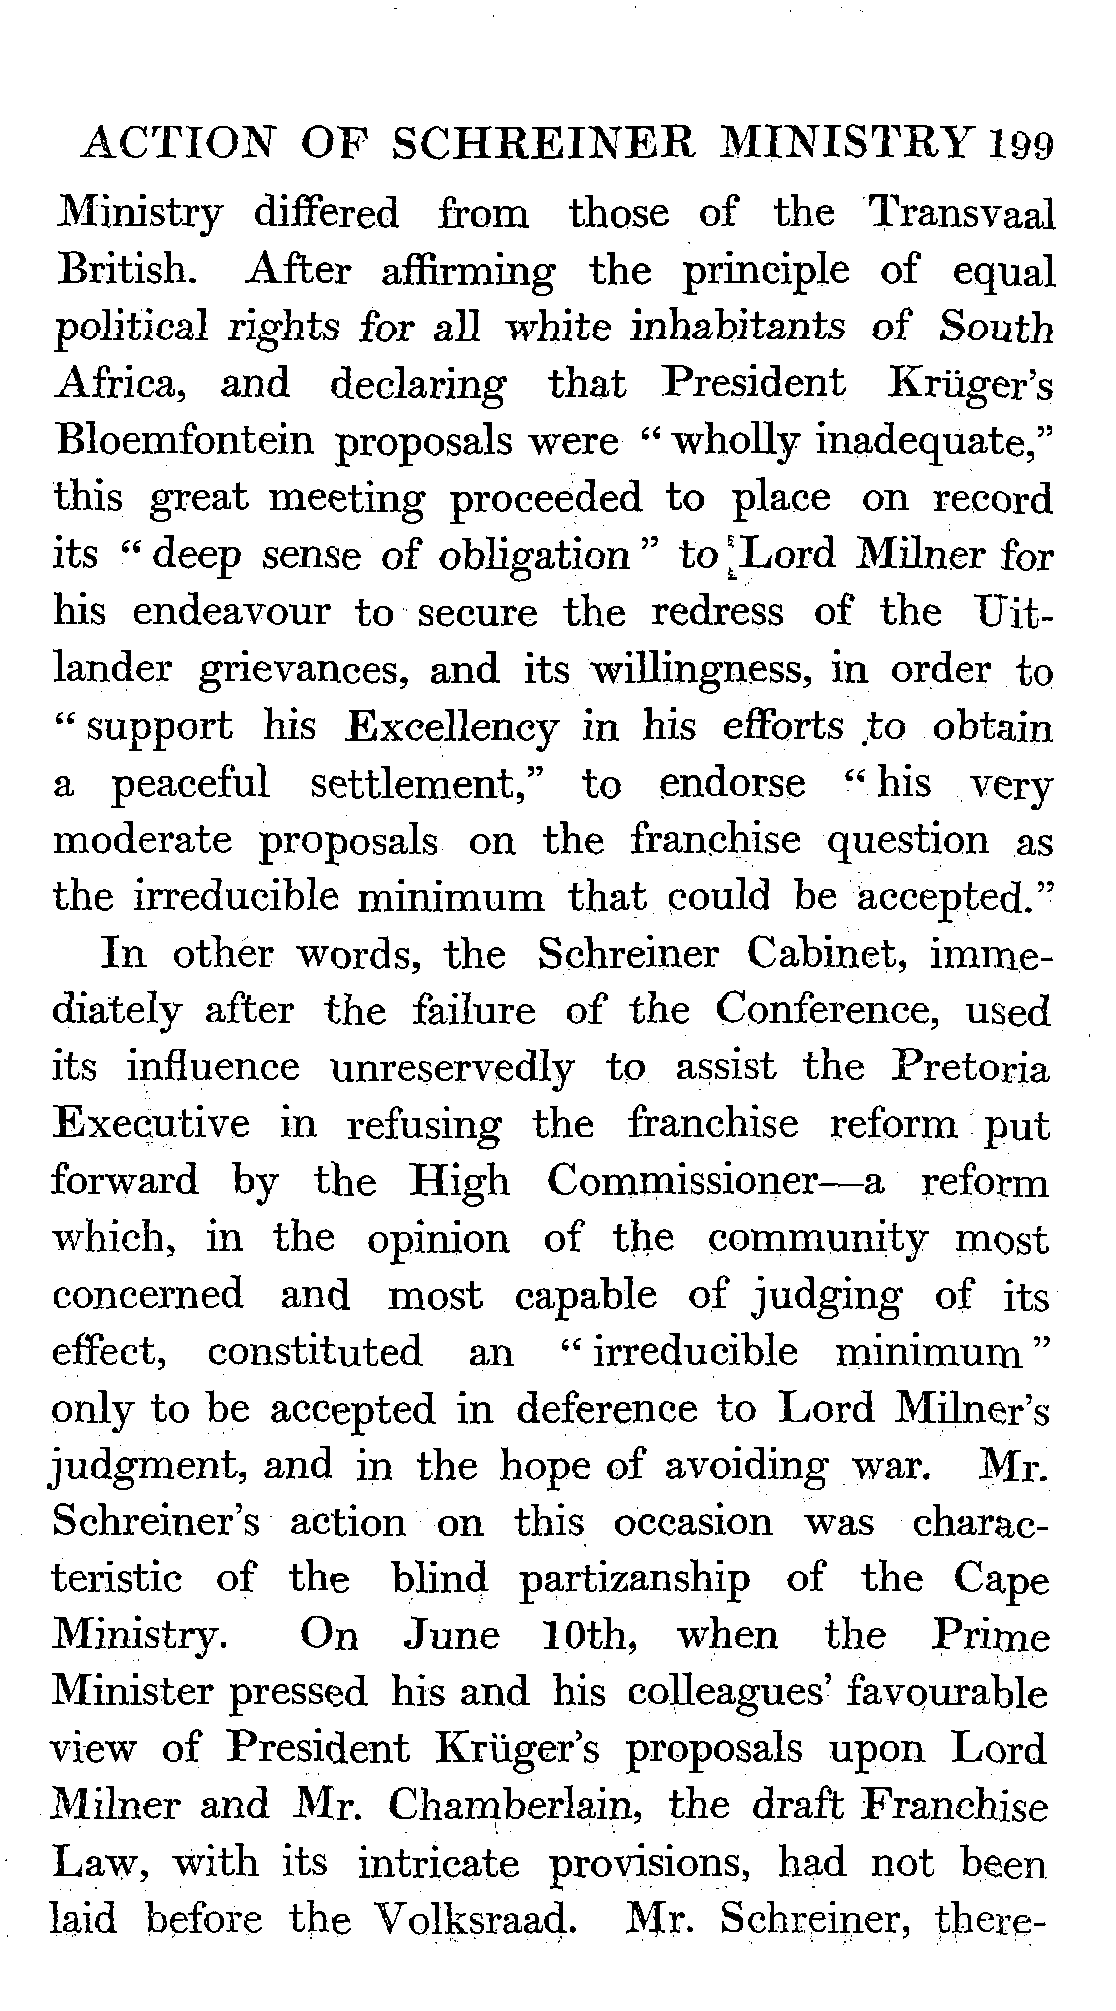 ACTION OF SCHREINER MINISTRY 199
Ministry differed from those of the Transvaal
British. After affirming the principle of equal
political rights for all white inhabitants of South
Africa, and declaring that President Krüger's
Bloemfontein proposals were “ wholly inadequate,”
this great meeting proceeded to place on record
its “ deep sense of obligation ” to Lord Milner for
his endeavour to secure the redress of the Uit-
lander grievances, and its willingness, in order to
“ support his Excellency in his efforts to obtain
a peaceful settlement,” to endorse “ his very
moderate proposals on the franchise question as
the irreducible minimum that could be accepted.”
In other words, the Schreiner Cabinet, imme-
diately after the failure of the Conference, used
its influence unreservedly to assist the Pretoria
Executive in refusing the franchise reform put
forward by the High Commissioner—a reform
which, in the opinion of the community most
concerned and most capable of judging of its
effect, constituted an “ irreducible minimum ”
only to be accepted in deference to Lord Milner's
judgment, and in the hope of avoiding war. Mr.
Schreiner's action on this occasion was charac-
teristic of the blind partizanship of the Cape
Ministry. On June 10th, when the Prime
Minister pressed his and his colleagues' favourable
view of President Krüger's proposals upon Lord
Milner and Mr. Chamberlain, the draft Franchise
Law, with its intricate provisions, had not been
laid before the Volksraad. Mr. Schreiner, there-